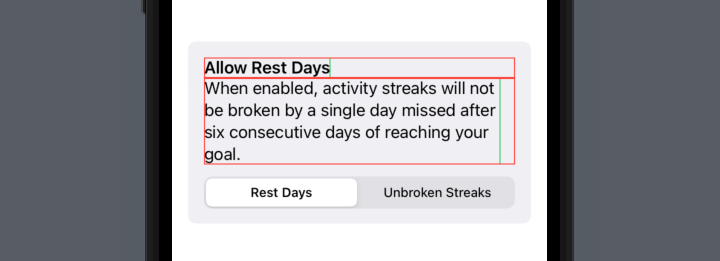 Allow Rest Days
When enabled, activity streaks will not
be broken by a single day missed after
six consecutive days of reaching your
goal.
Rest Days
Unbroken Streaks